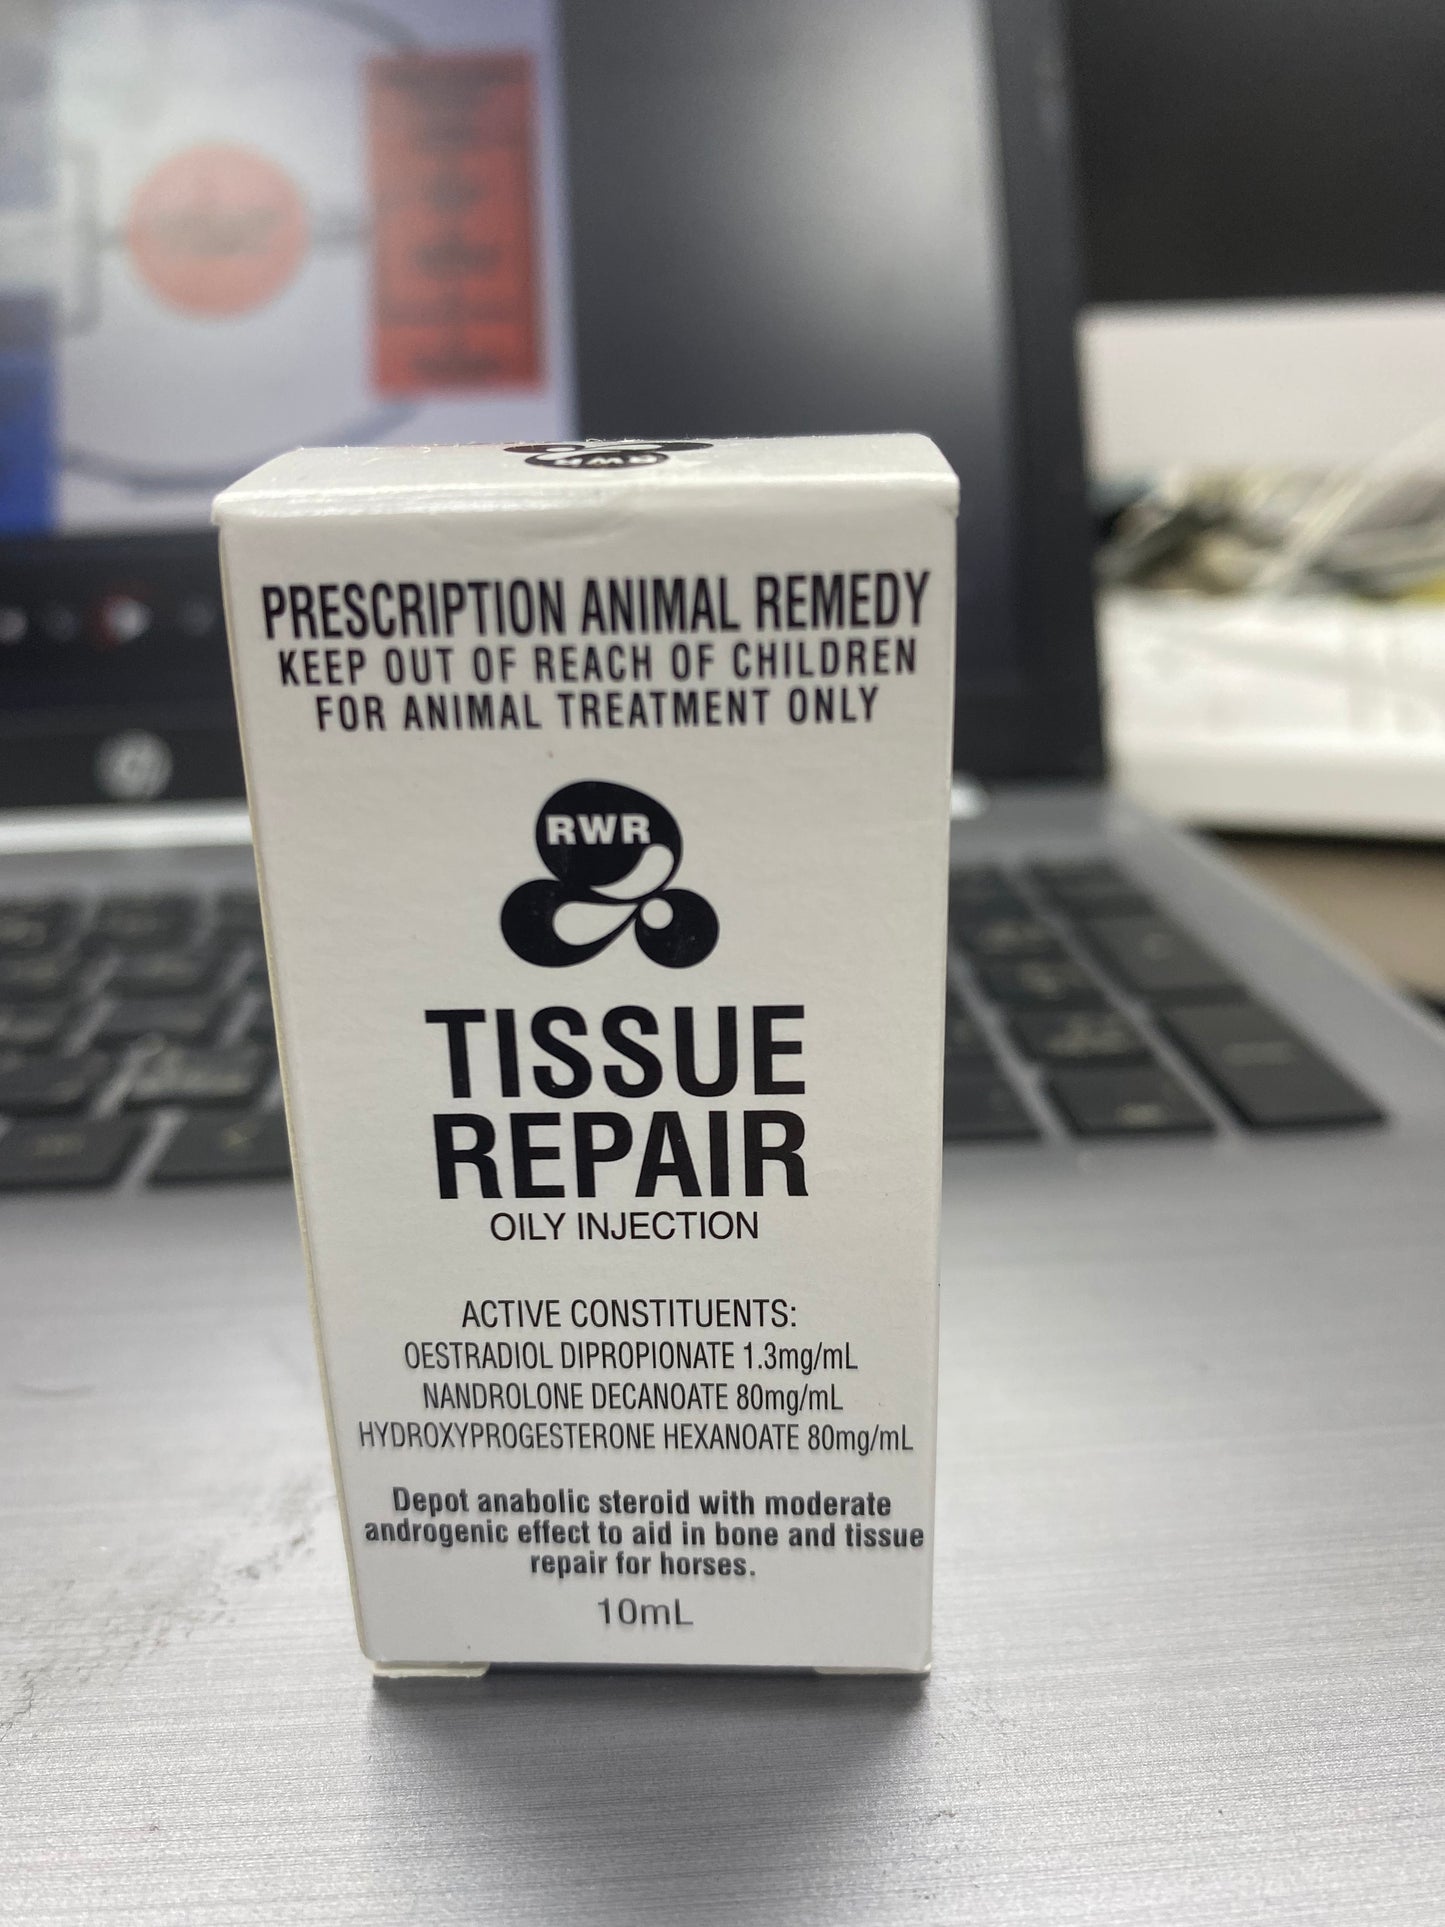 PRESCRIPTION ANIMAL REMEDY
KEEP OUT OF REACH OF CHILDREN
FOR ANIMAL TREATMENT ONLY
RWR
TISSUE
REPAIR
OILY INJECTION
ACTIVE CONSTITUENTS:
OESTRADIOL DIPROPIONATE 1.3mg/mL
NANDROLONE DECANOATE 80mg/mL
HYDROXYPROGESTERONE HEXANOATE 80mg/mL
Depot anabolic steroid with moderate
androgenic effect to aid in bone and tissue
repair for horses.
10mL